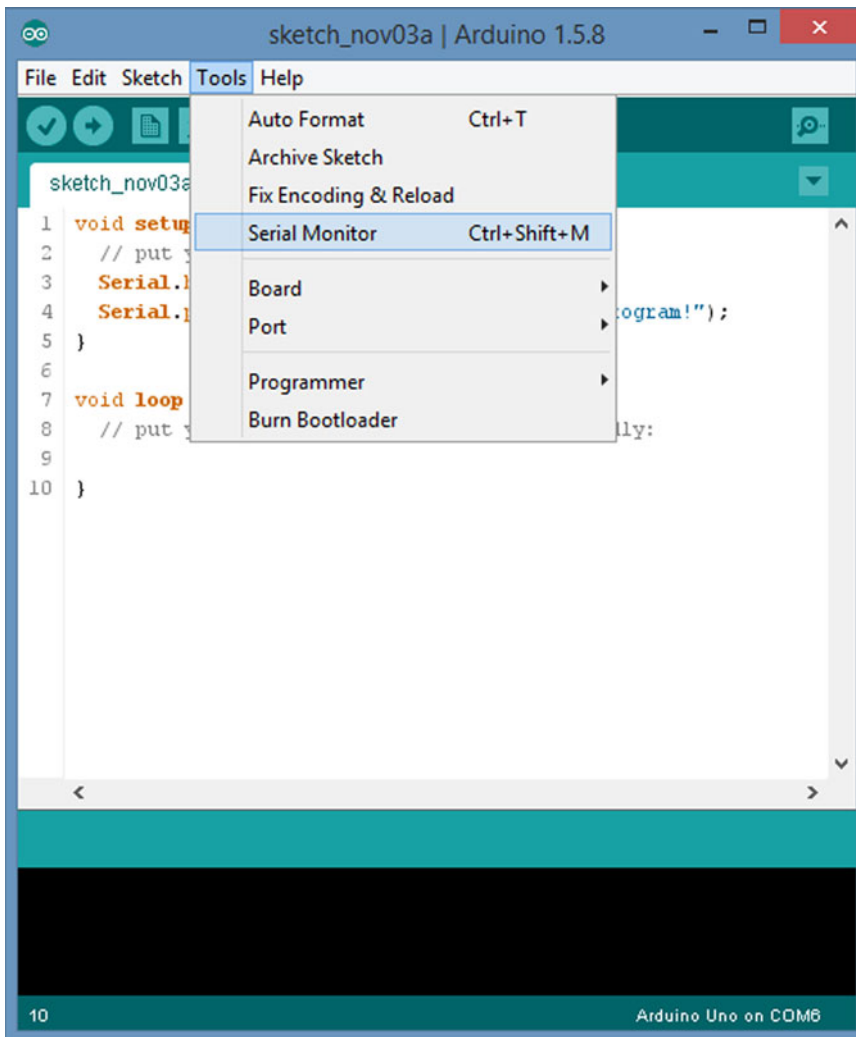 sketch_nov03a | Arduino 1.5.8
File Edit Sketch Tools Help
Auto Format Ctrl+T
Archive Sketch
Fix Encoding & Reload
Serial Monitor Ctrl+Shift+M
Board
Port
Programmer
Burn Bootloader
sketch_nov03a
1 void setup
2 // put
3 Serial.
4 Serial. ogram!");
5 }
6
7 void loop
8 // put lly:
9
10 }
10 Arduino Uno on COM6